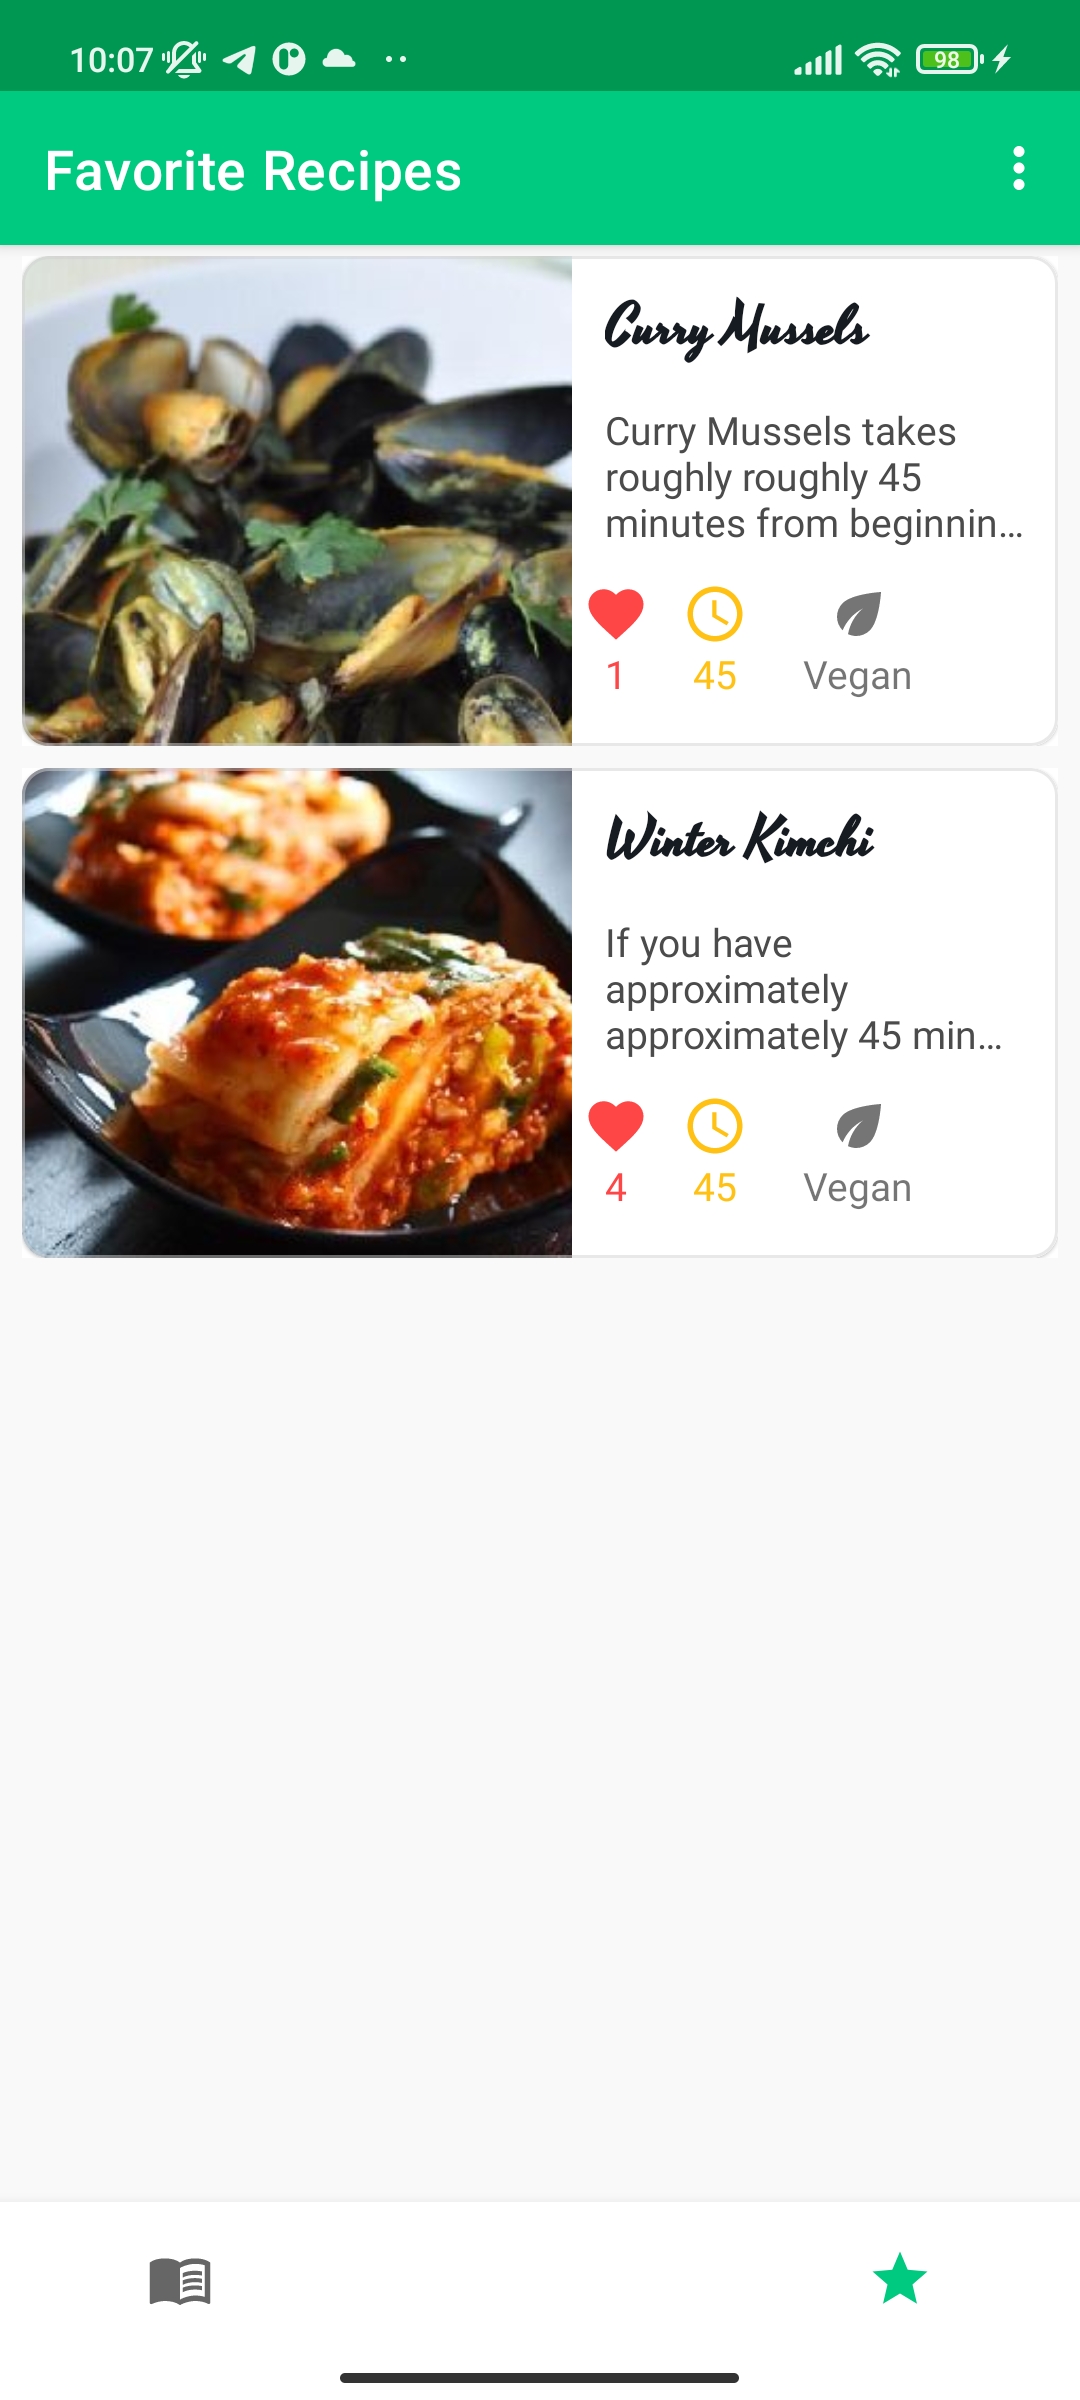 10:07
98
Favorite Recipes
Curry Mussels
Curry Mussels takes
roughly roughly 45
minutes from beginnin...
1
45
Vegan
Winter Kimchi
If you have
approximately
approximately 45 min...
4
45
Vegan